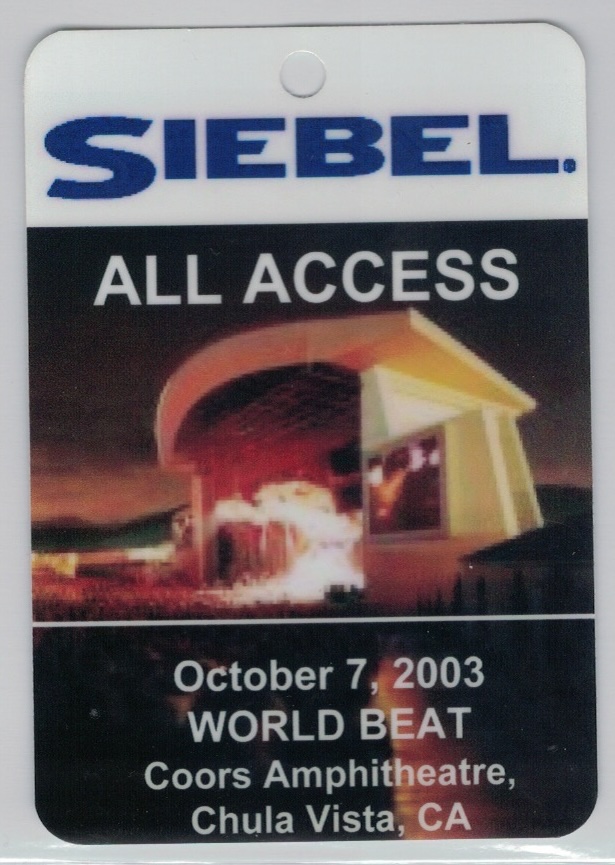 SIEBEL.
ALL ACCESS
October 7, 2003
WORLD BEAT
Coors Amphitheatre,
Chula Vista, CA